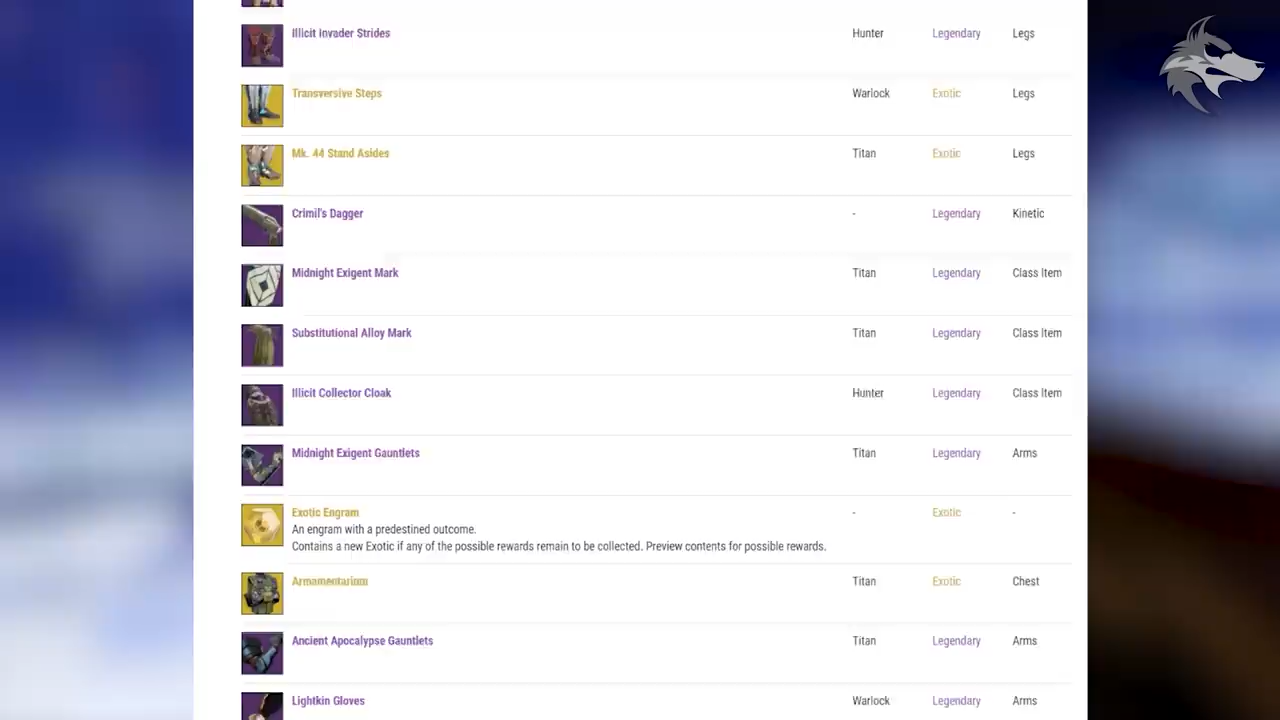 Illicit Invader Strides Hunter Legendary Legs
Transversive Steps Warlock Exotic Legs
Mk. 44 Stand Asides Titan Exotic Legs
Crimil's Dagger - Legendary Kinetic
Midnight Exigent Mark Titan Legendary Class Item
Substitutional Alloy Mark Titan Legendary Class Item
Illicit Collector Cloak Hunter Legendary Class Item
Midnight Exigent Gauntlets Titan Legendary Arms
Exotic Engram - Exotic -
An engram with a predestined outcome.
Contains a new Exotic if any of the possible rewards remain to be collected. Preview contents for possible rewards.
Armamentarium Titan Exotic Chest
Ancient Apocalypse Gauntlets Titan Legendary Arms
Lightkin Gloves Warlock Legendary Arms